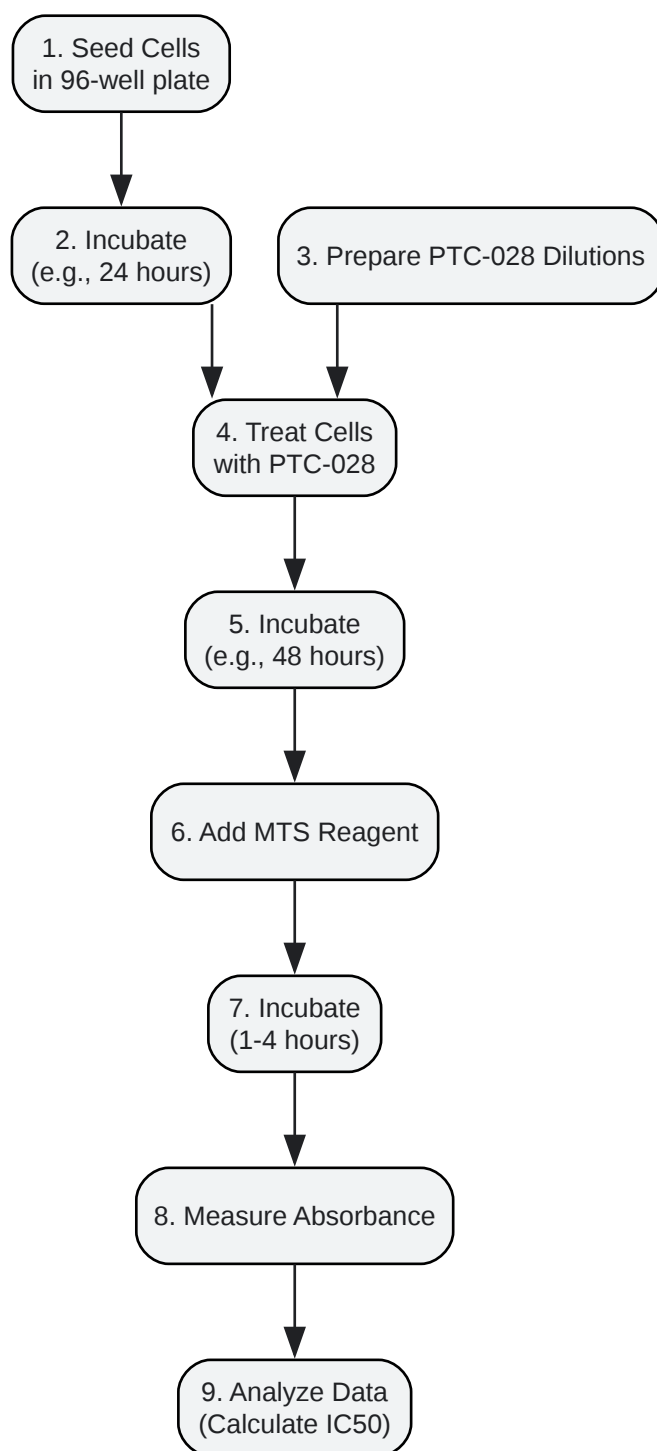 1. Seed Cells
in 96-well plate
2. Incubate
(e.g., 24 hours)
3. Prepare PTC-028 Dilutions
4. Treat Cells
with PTC-028
5. Incubate
(e.g., 48 hours)
6. Add MTS Reagent
7. Incubate
(1-4 hours)
8. Measure Absorbance
9. Analyze Data
(Calculate IC50)